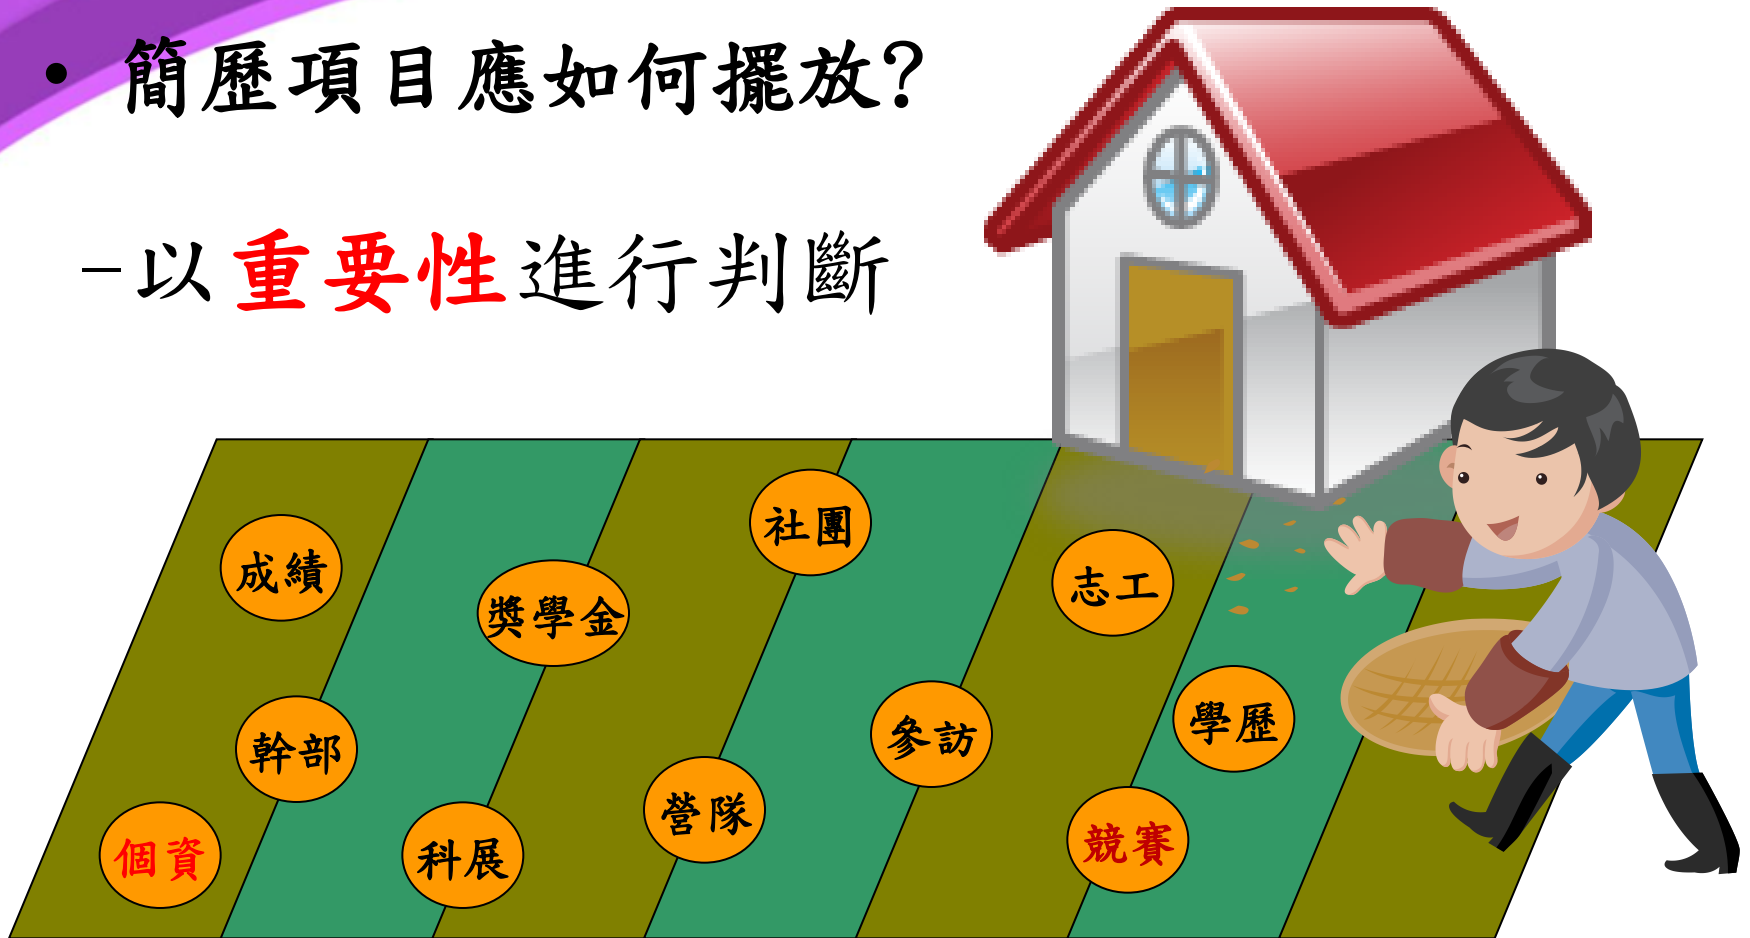 • 簡歷項目應如何擺放?
-以重要性進行判斷
社團
成績
志工
獎學金
學歷
參訪
幹部
營隊
競賽
個資
科展